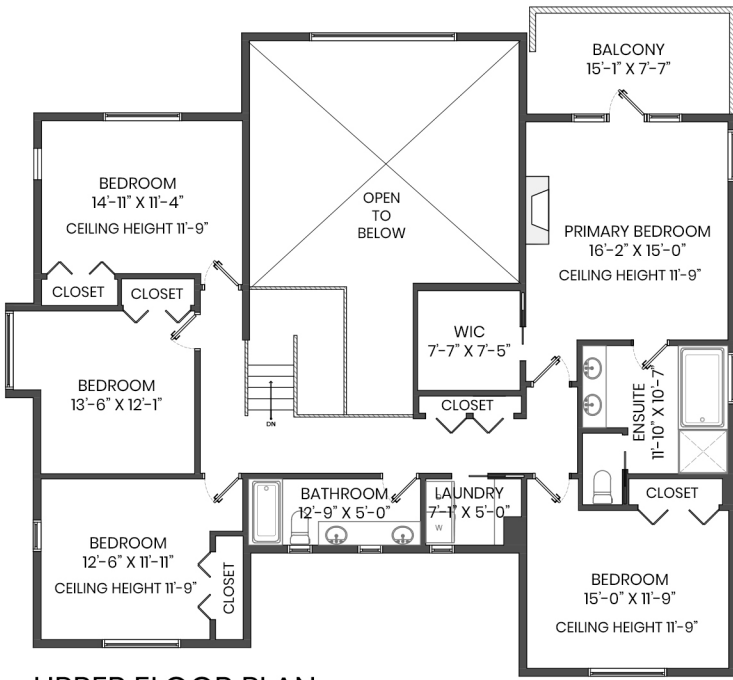 BALCONY
15'-1" X 7'-7"
BEDROOM
14'-11" X 11'-4"
CEILING HEIGHT 11'-9"
OPEN
TO
BELOW
PRIMARY BEDROOM
16'-2" X 15'-0"
CEILING HEIGHT 11'-9"
CLOSET
CLOSET
WIC
7'-7" X 7'-5"
BEDROOM
13'-6" X 12'-1"
CLOSET
ENSUITE
11'-10" X 10'-7"
DN
BATHROOM
12'-9" X 5'-0"
LAUNDRY
7'-1" X 5'-0"
W
CLOSET
BEDROOM
12'-6" X 11'-11"
CEILING HEIGHT 11'-9"
CLOSET
BEDROOM
15'-0" X 11'-9"
CEILING HEIGHT 11'-9"
UPPER FLOOR PLAN